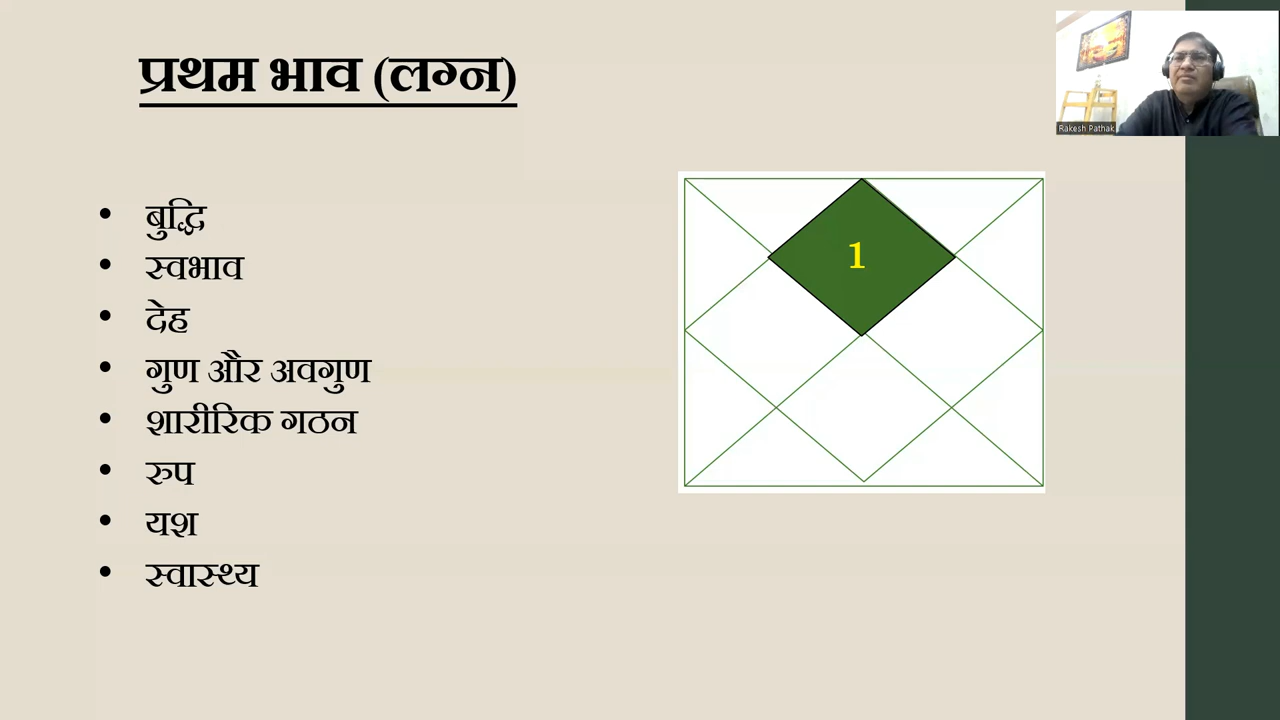 प्रथम भाव (लग्न)
Rakesh Pathak
• बुद्धि
• स्वभाव
• देह
• गुण और अवगुण
• शारीरिक गठन
• रुप
• यश
• स्वास्थ्य
1